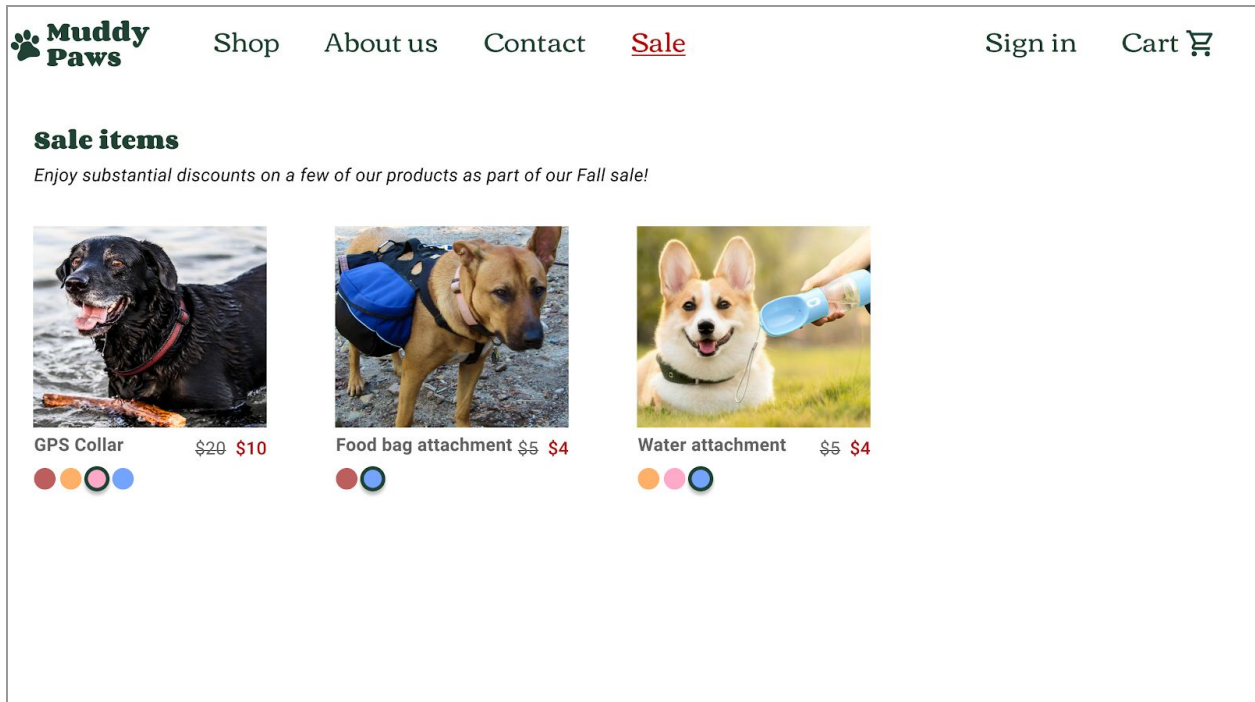 Muddy
Paws
Shop About us Contact Sale Sign in Cart
Sale items
Enjoy substantial discounts on a few of our products as part of our Fall sale!
GPS Collar $20 $10
Food bag attachment $5 $4
Water attachment $5 $4